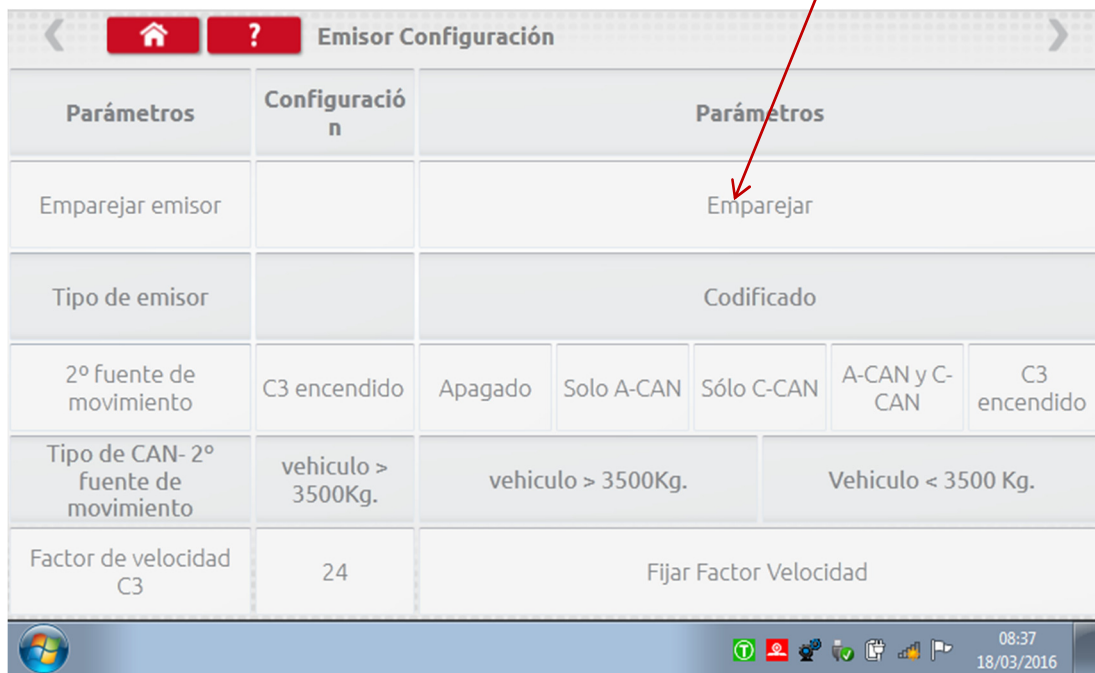 ? Emisor Configuración
Parámetros
Configuració
n
Parámetros
Emparejar emisor
Emparejar
Tipo de emisor
Codificado
2º fuente de
movimiento
C3 encendido
Apagado
Solo A-CAN
Sólo C-CAN
A-CAN y C-
CAN
C3
encendido
Tipo de CAN- 2º
fuente de
movimiento
vehiculo >
3500Kg.
vehiculo > 3500Kg.
Vehiculo < 3500 Kg.
Factor de velocidad
C3
24
Fijar Factor Velocidad
08:37
18/03/2016